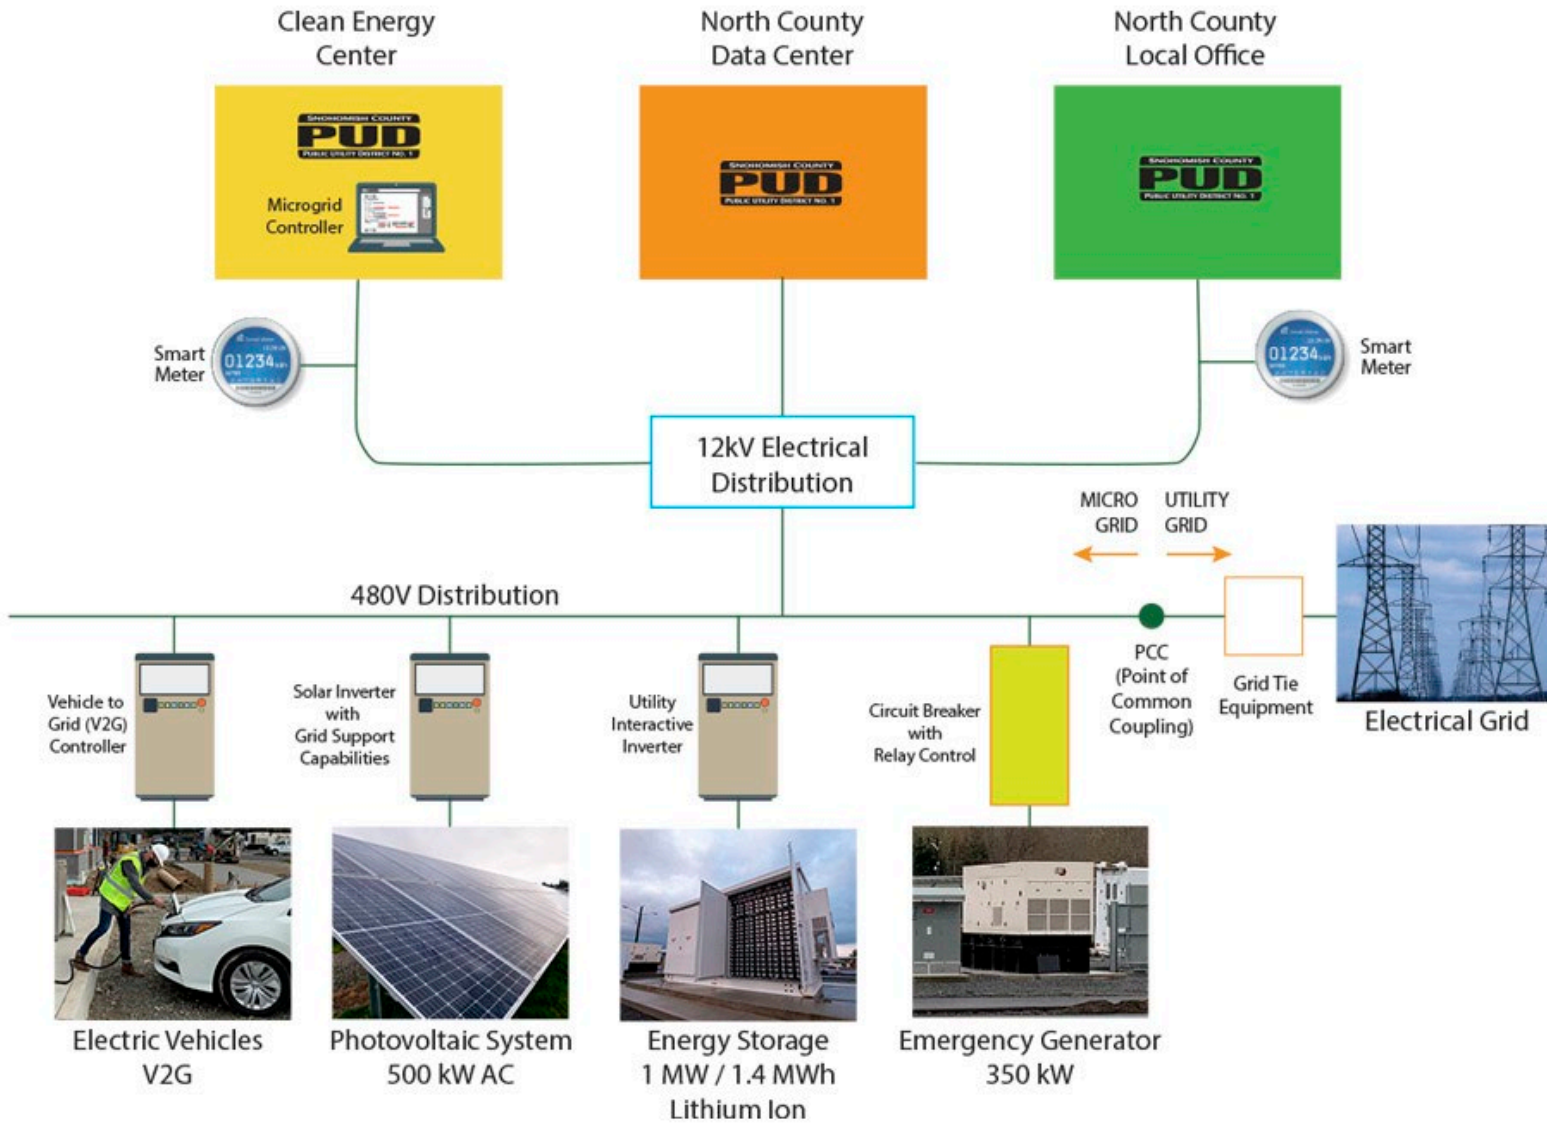 Clean Energy
Center
North County
Data Center
North County
Local Office
SNOHOMISH COUNTY
PUD
PUBLIC UTILITY DISTRICT NO. 1
Microgrid
Controller
SNOHOMISH COUNTY
PUD
PUBLIC UTILITY DISTRICT NO. 1
SNOHOMISH COUNTY
PUD
PUBLIC UTILITY DISTRICT NO. 1
Smart
Meter
01234
01234
Smart
Meter
12kV Electrical
Distribution
MICRO
GRID
UTILITY
GRID
480V Distribution
Vehicle to
Grid (V2G)
Controller
Solar Inverter
with
Grid Support
Capabilities
Utility
Interactive
Inverter
Circuit Breaker
with
Relay Control
PCC
(Point of
Common
Coupling)
Grid Tie
Equipment
Electrical Grid
Electric Vehicles
V2G
Photovoltaic System
500 kW AC
Energy Storage
1 MW / 1.4 MWh
Lithium Ion
Emergency Generator
350 kW